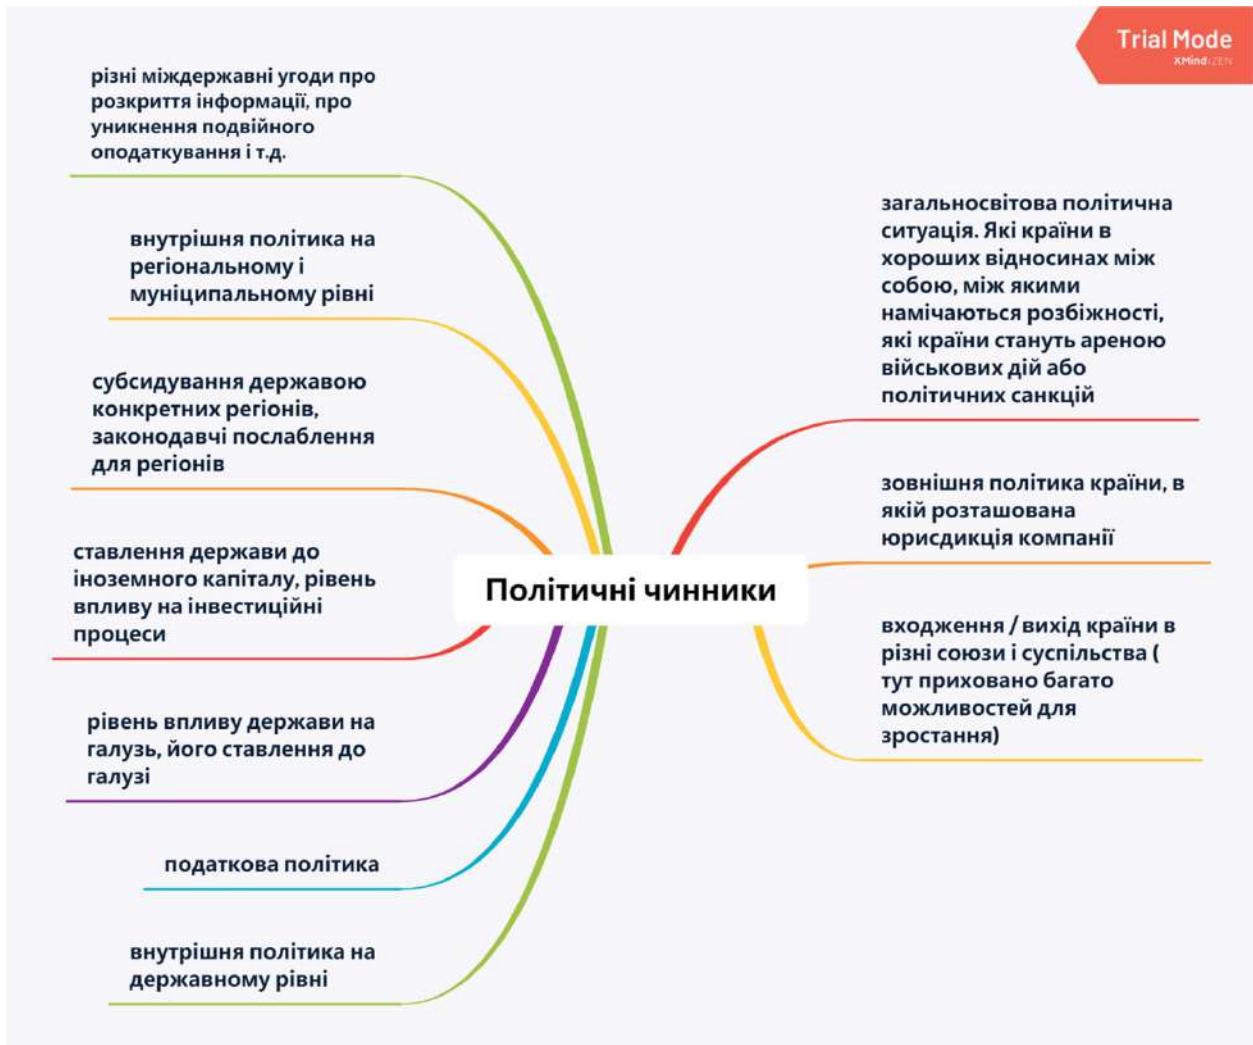 Trial Mode
XMind:ZEN
різні міждержавні угоди про
розкриття інформації, про
уникнення подвійного
оподаткування і т.д.
внутрішня політика на
регіональному і
муніципальному рівні
субсидування державою
конкретних регіонів,
законодавчі послаблення
для регіонів
ставлення держави до
іноземного капіталу, рівень
впливу на інвестиційні
процеси
рівень впливу держави на
галузь, його ставлення до
галузі
податкова політика
внутрішня політика на
державному рівні
Політичні чинники
загальносвітова політична
ситуація. Які країни в
хороших відносинах між
собою, між якими
намічаються розбіжності,
які країни стануть ареною
військових дій або
політичних санкцій
зовнішня політика країни, в
якій розташована
юрисдикція компанії
входження / вихід країни в
різні союзи і суспільства (
тут приховано багато
можливостей для
зростання)